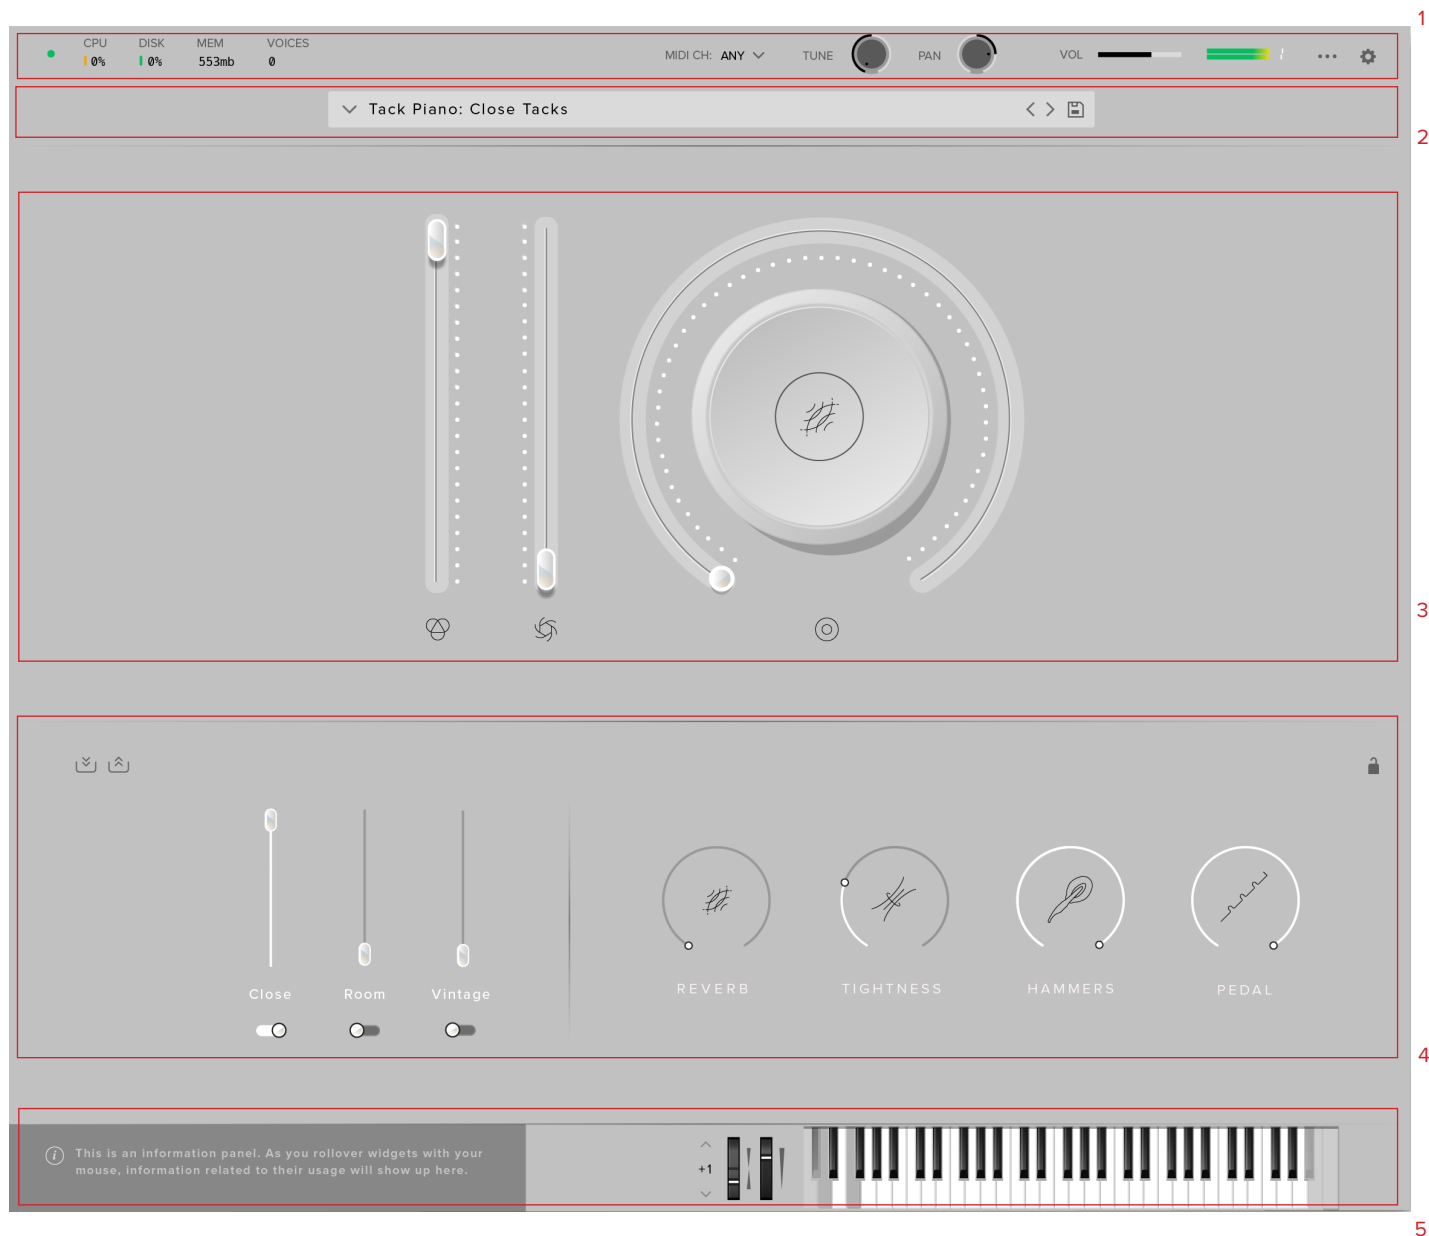 1
CPU DISK MEM VOICES
0% 0% 553mb 0
MIDI CH: ANY TUNE PAN VOL
Tack Piano: Close Tacks
2
3
Close Room Vintage
REVERB TIGHTNESS HAMMERS PEDAL
4
i
This is an information panel. As you rollover widgets with your
mouse, information related to their usage will show up here.
+1
5